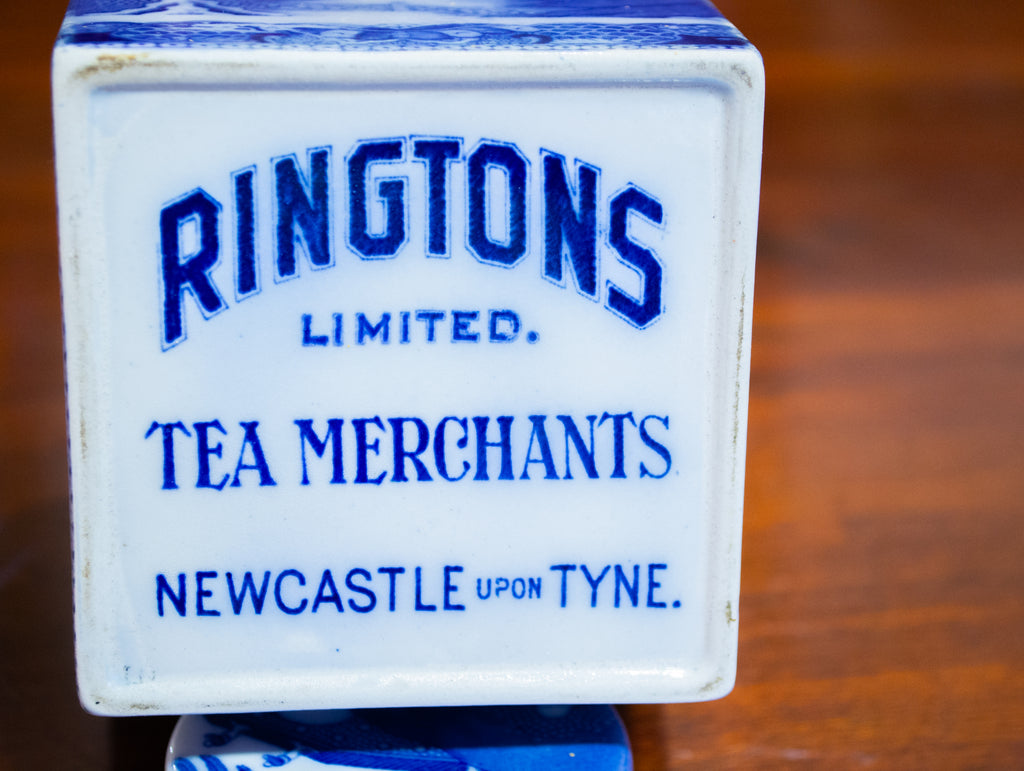 RINGTONS
LIMITED.
TEA MERCHANTS.
NEWCASTLE UPON TYNE.